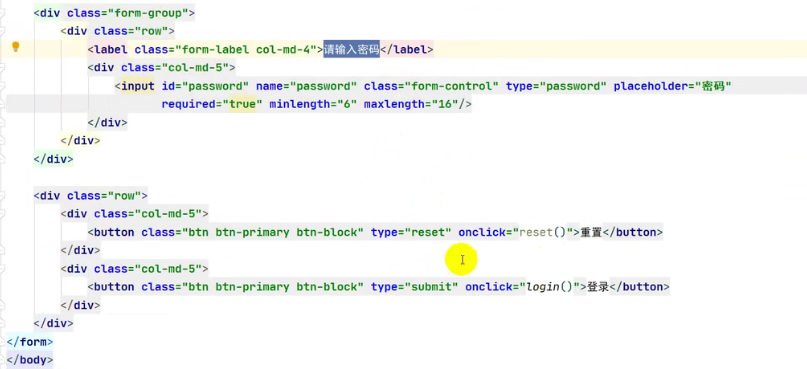 <div class="form-group">
<div class="row">
<label class="form-label col-md-4">请输入密码</label>
<div class="col-md-5">
<input id="password" name="password" class="form-control" type="password" placeholder="密码"
required="true" minlength="6" maxlength="16"/>
</div>
</div>
</div>
<div class="row">
<div class="col-md-5">
<button class="btn btn-primary btn-block" type="reset" onclick="reset()">重置</button>
</div>
<div class="col-md-5">
<button class="btn btn-primary btn-block" type="submit" onclick="login()">登录</button>
</div>
</div>
</form>
</body>